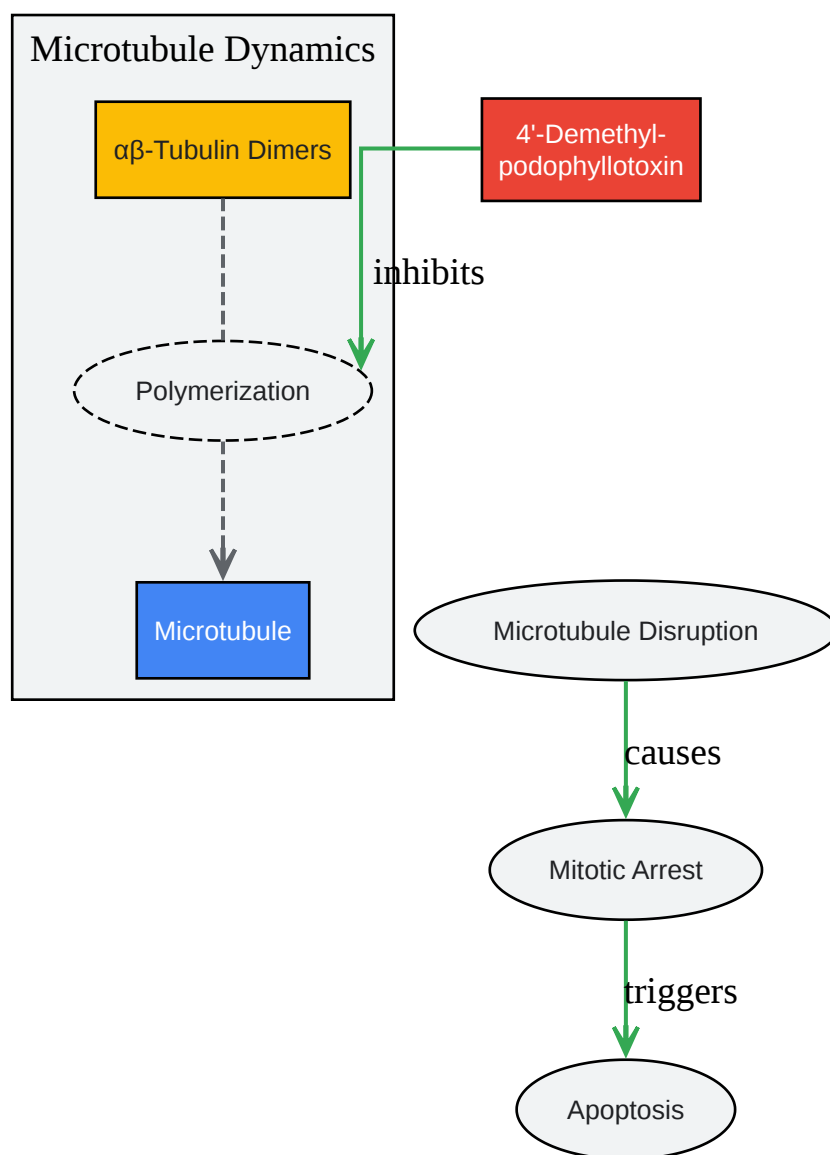 Microtubule Dynamics
αβ-Tubulin Dimers
4'-Demethyl-
podophyllotoxin
inhibits
Polymerization
Microtubule
Microtubule Disruption
causes
Mitotic Arrest
triggers
Apoptosis